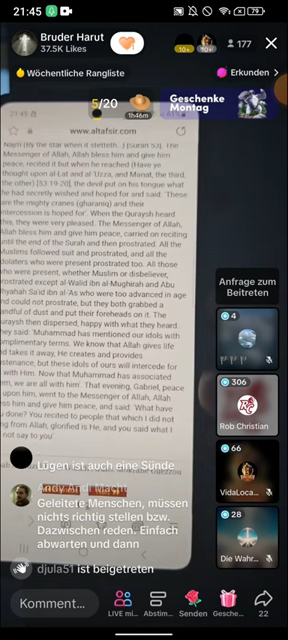 21:45
79
Bruder Harut
37.5K Likes
10+
10+
177
Wöchentliche Rangliste
Erkunden >
5/20
1h46m
Geschenke
Montag
21:45
61%
www.altafsir.com
Najm (By the star when it setteth...) [Surah 53]. The
Messenger of Allah, Allah bless him and give him
peace, recited it but when he reached (Have ye
thought upon al-Lat and al-'Uzza, and Manat, the third,
the other) [53:19-20], the devil put on his tongue what
he had secretly wished and hoped for and said: 'These
are the mighty cranes (gharaniq) and their
intercession is hoped for'. When the Quraysh heard
this, they were very pleased. The Messenger of Allah,
Allah bless him and give him peace, carried on reciting
until the end of the Surah and then prostrated. All the
Muslims followed suit and prostrated, and all the
idolaters who were present prostrated too. All those
who were present, whether Muslim or disbeliever,
prostrated except al-Walid ibn al-Mughirah and Abu
Uhayhah Sa'id ibn al-'As who were too advanced in age
and could not prostrate, but they both grabbed a
handful of dust and put their foreheads on it. The
Quraysh then dispersed, happy with what they heard.
They said: 'Muhammad has mentioned our idols with
complimentary terms. We know that Allah gives life
and takes it away, He creates and provides
sustenance, but these idols of ours will intercede for
us with Him. Now that Muhammad has associated
them, we are all with him'. That evening, Gabriel, peace
be upon him, went to the Messenger of Allah, Allah
bless him and give him peace, and said: 'What have
you done? You recited to people that which I did not
bring from Allah, glorified is He, and you said what I
did not say to you'
Lügen ist auch eine Sünde
Andy Andi Macht
Geleitete Menschen, müssen
nichts richtig stellen bzw.
Dazwischen reden. Einfach
abwarten und dann
djula51 ist beigetreten
Anfrage zum
Beitreten
4
306
Rob Christian
66
VidaLoca...
28
Die Wahr...
Komment...
LIVE mi...
Abstim...
Senden
Gesche...
22